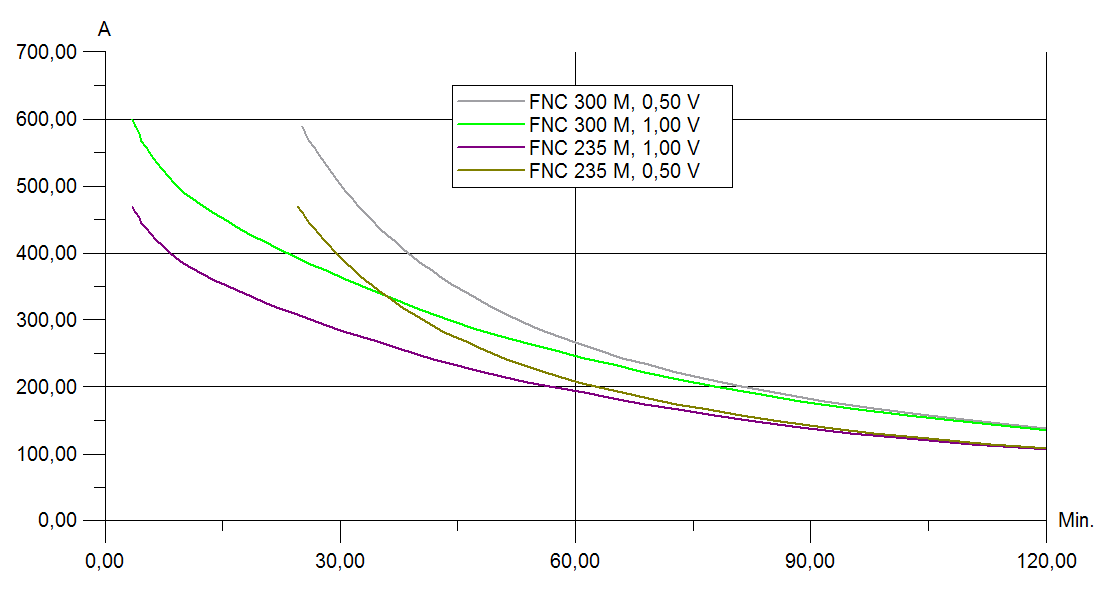 A
700,00
600,00
500,00
400,00
300,00
200,00
100,00
0,00
FNC 300 M, 0,50 V
FNC 300 M, 1,00 V
FNC 235 M, 1,00 V
FNC 235 M, 0,50 V
Min.
0,00 30,00 60,00 90,00 120,00